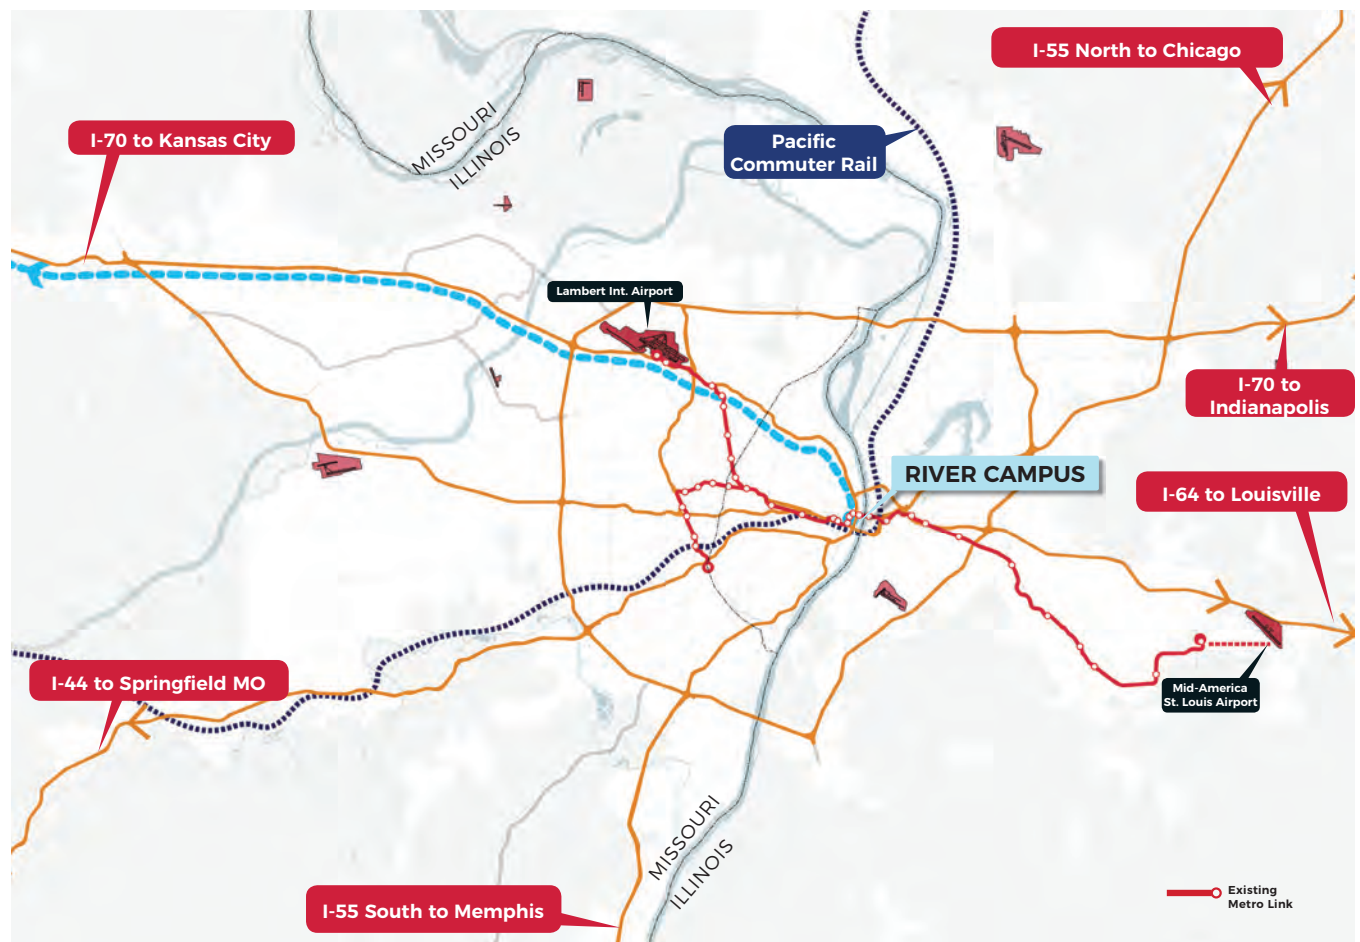 I-55 North to Chicago
MISSOURI
ILLINOIS
I-70 to Kansas City
Pacific
Commuter Rail
Lambert Int. Airport
I-70 to
Indianapolis
RIVER CAMPUS
I-64 to Louisville
I-44 to Springfield MO
Mid-America
St. Louis Airport
MISSOURI
ILLINOIS
I-55 South to Memphis
Existing
Metro Link